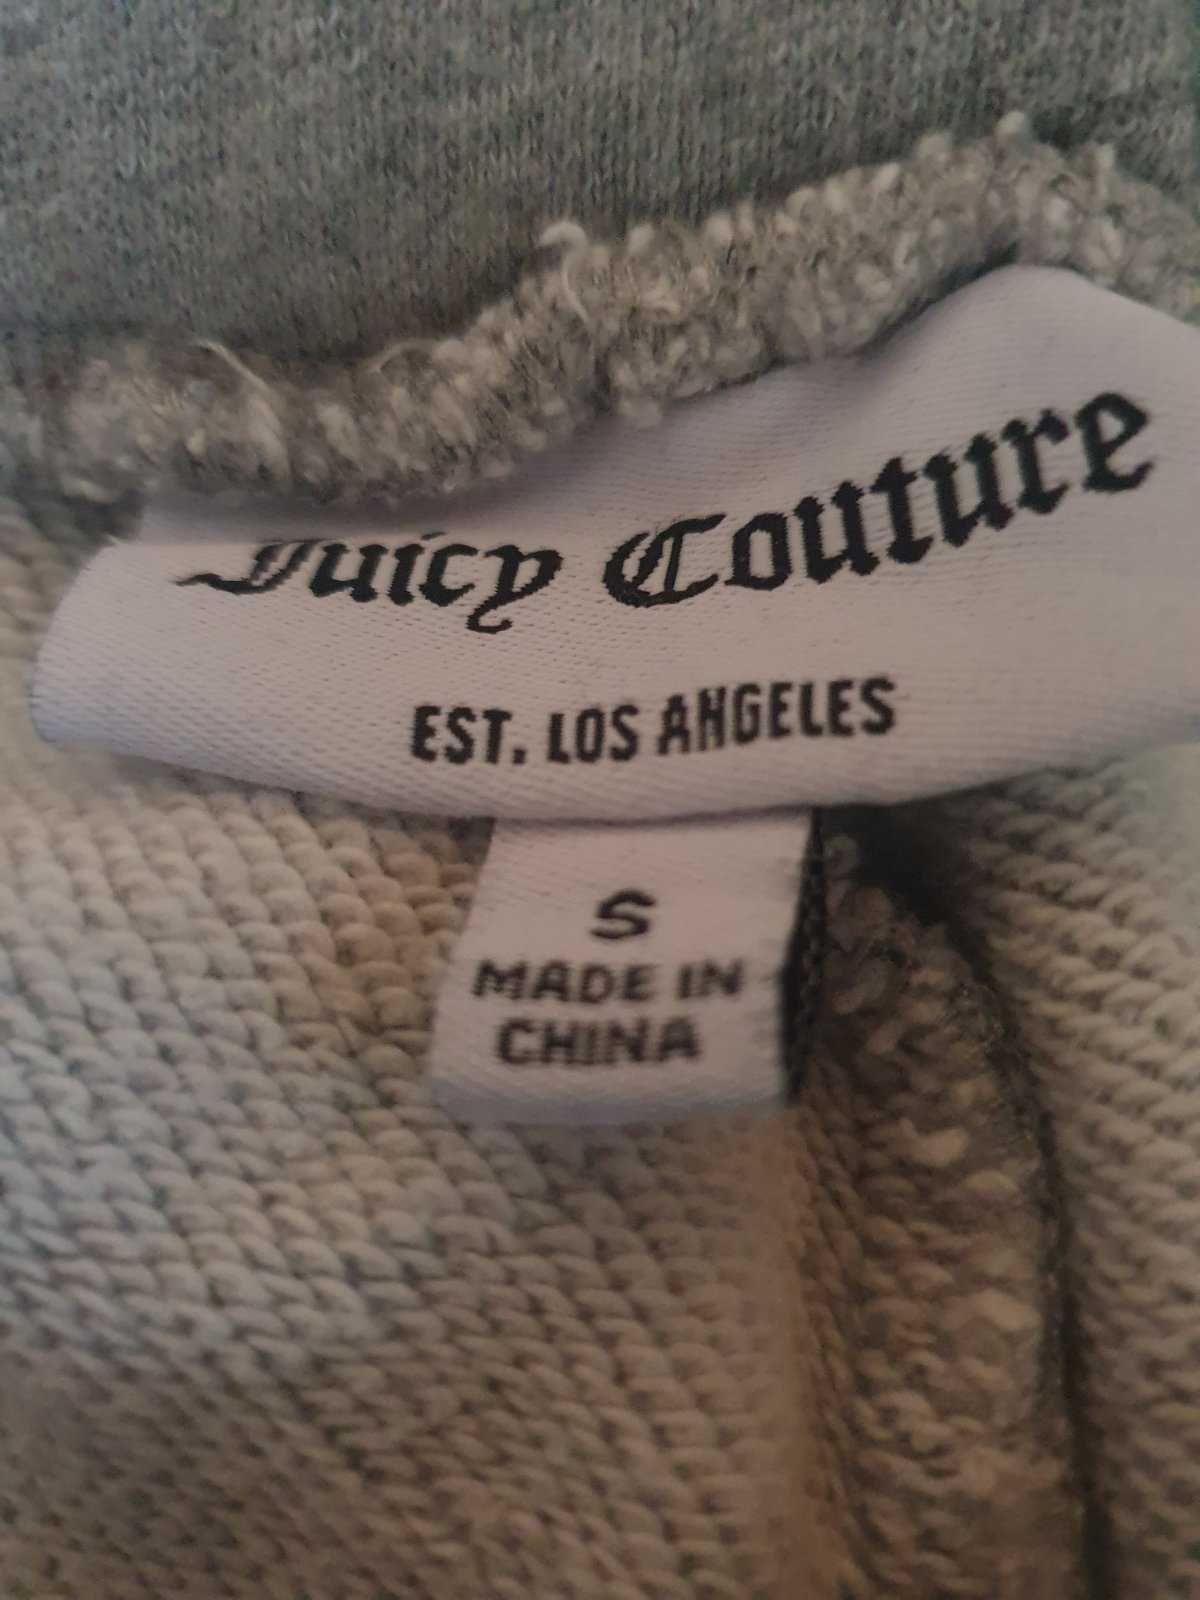 Juicy Couture
EST. LOS ANGELES
S
MADE IN
CHINA